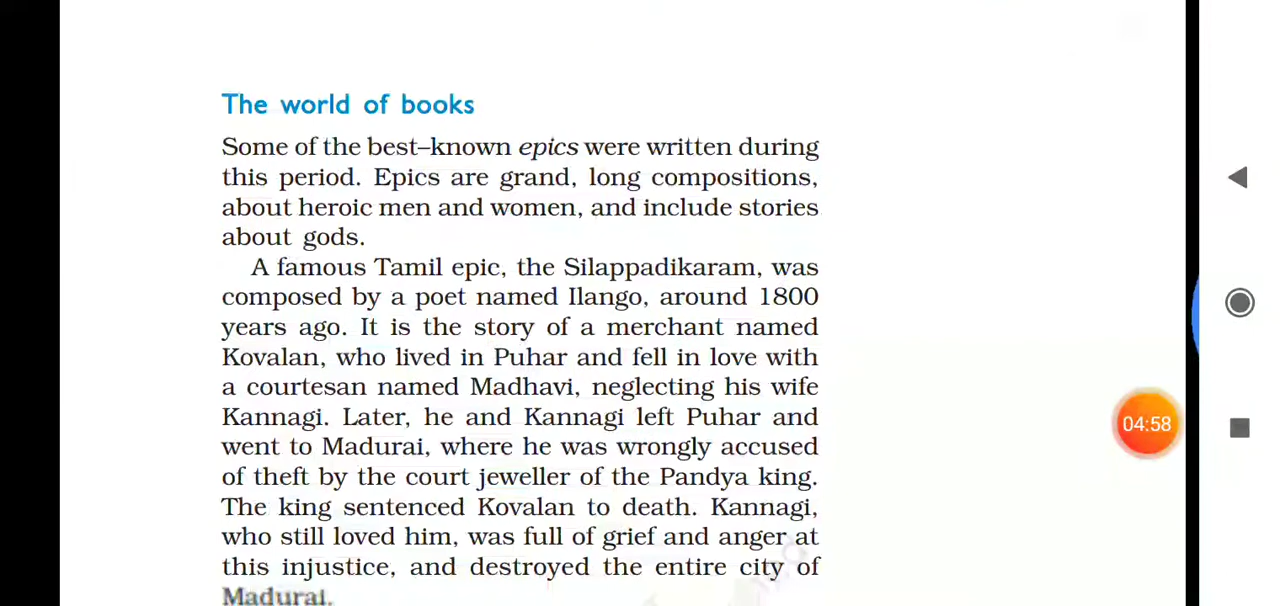 The world of books
Some of the best–known epics were written during
this period. Epics are grand, long compositions,
about heroic men and women, and include stories
about gods.
A famous Tamil epic, the Silappadikaram, was
composed by a poet named Ilango, around 1800
years ago. It is the story of a merchant named
Kovalan, who lived in Puhar and fell in love with
a courtesan named Madhavi, neglecting his wife
Kannagi. Later, he and Kannagi left Puhar and
went to Madurai, where he was wrongly accused
of theft by the court jeweller of the Pandya king.
The king sentenced Kovalan to death. Kannagi,
who still loved him, was full of grief and anger at
this injustice, and destroyed the entire city of
Madurai.
04:58